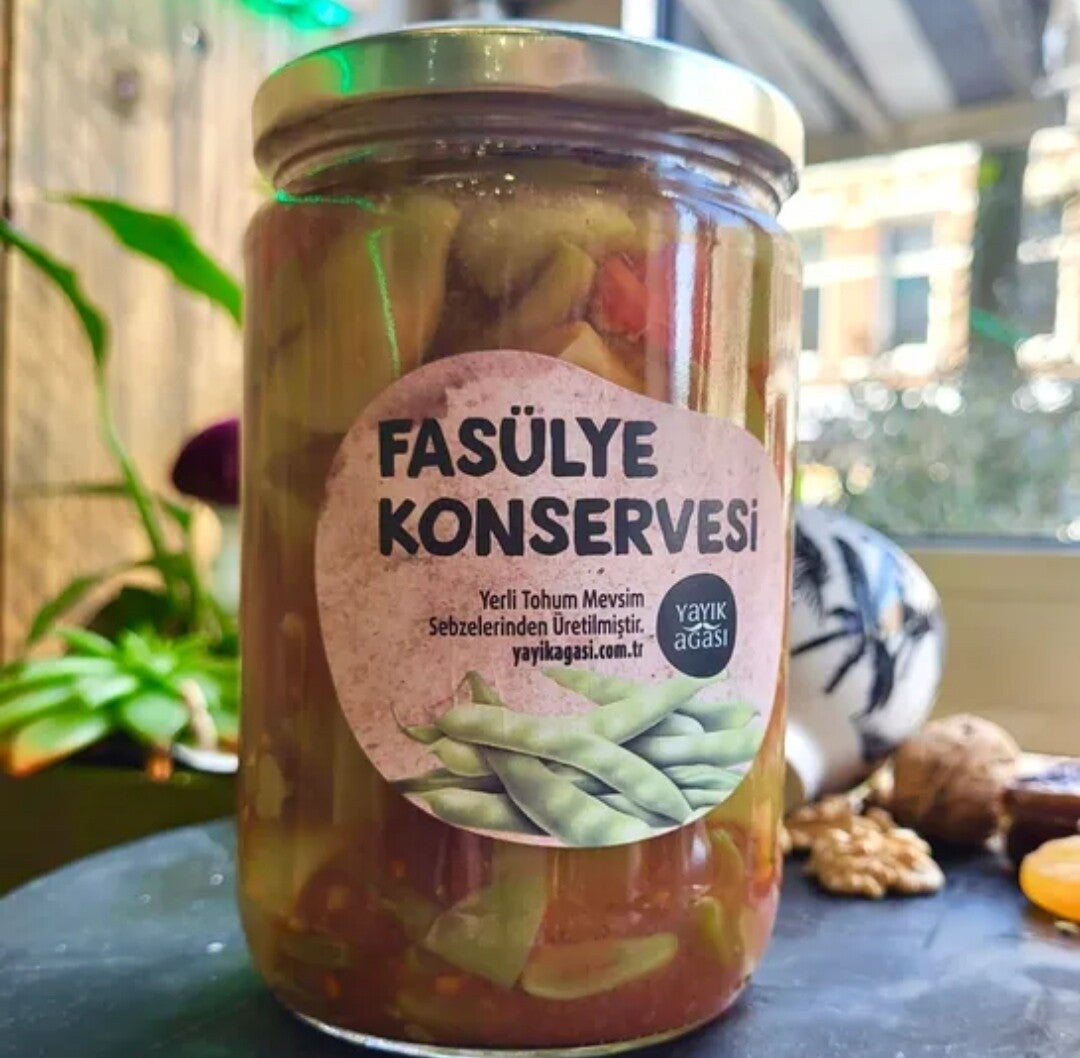 FASÜLYE
KONSERVESİ
Yerli Tohum Mevsim
Sebzelerinden Üretilmiştir.
yayikagasi.com.tr
YAYIK
AĞASI